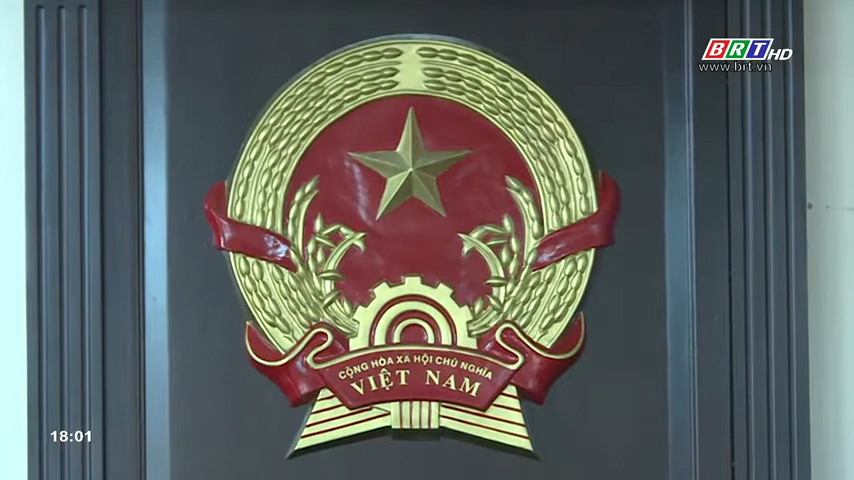 BRT HD
www.brt.vn
CỘNG HÒA XÃ HỘI CHỦ NGHĨA
VIỆT NAM
18:01